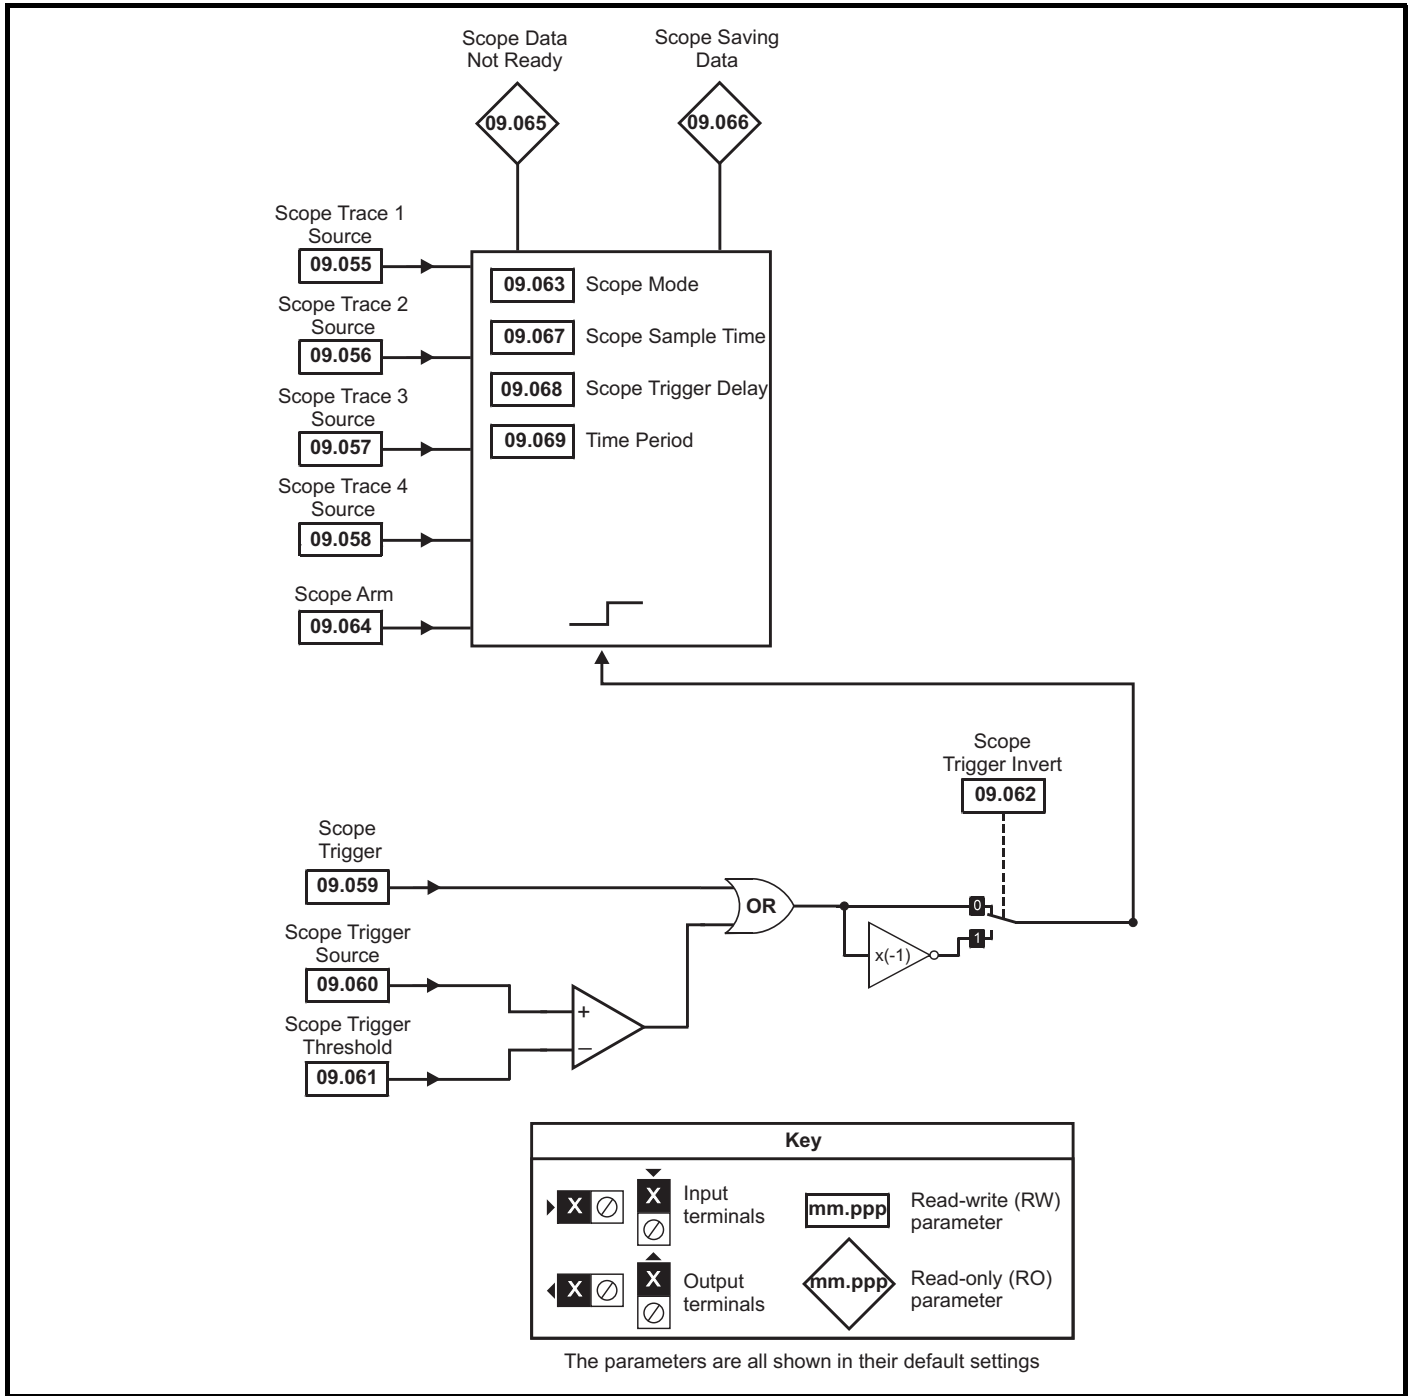 Scope Data
Not Ready
09.065
Scope Saving
Data
09.066
Scope Trace 1
Source
09.055
Scope Trace 2
Source
09.056
Scope Trace 3
Source
09.057
Scope Trace 4
Source
09.058
Scope Arm
09.064
09.063 Scope Mode
09.067 Scope Sample Time
09.068 Scope Trigger Delay
09.069 Time Period
Scope
Trigger Invert
09.062
Scope
Trigger
09.059
Scope Trigger
Source
09.060
Scope Trigger
Threshold
09.061
+
–
OR
x(-1)
0
1
Key
X
X
Input
terminals
mm.ppp
Read-write (RW)
parameter
X
X
Output
terminals
mm.ppp
Read-only (RO)
parameter
The parameters are all shown in their default settings